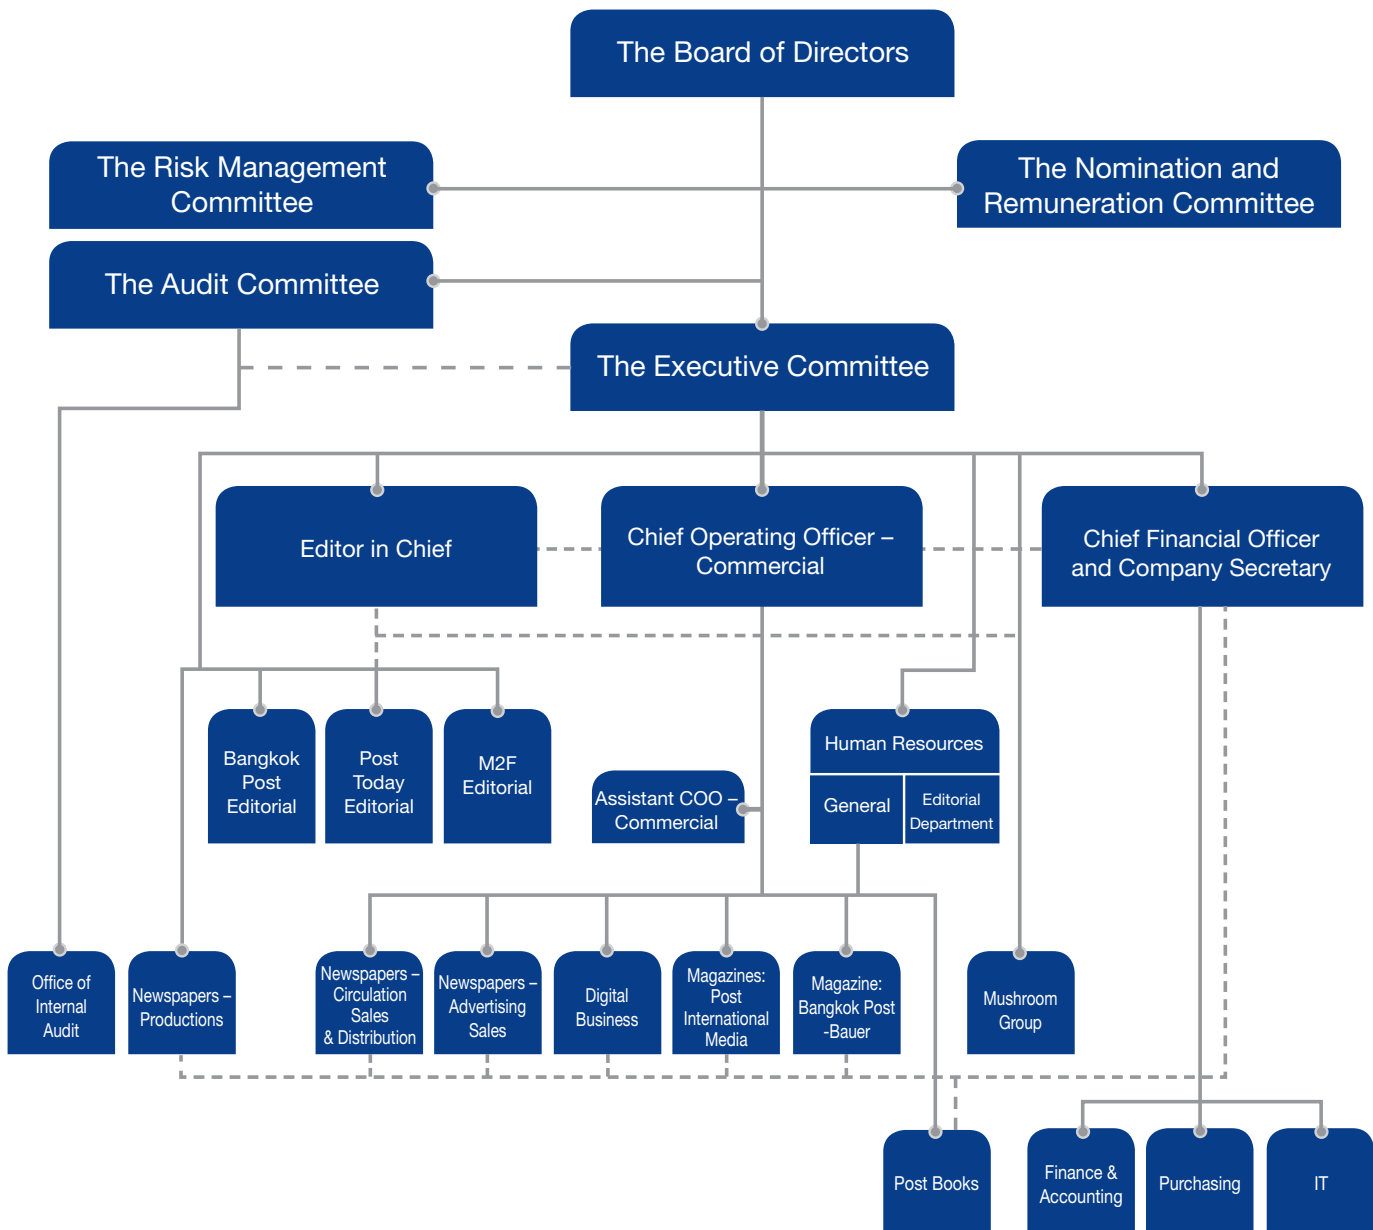 The Board of Directors
The Risk Management
Committee
The Nomination and
Remuneration Committee
The Audit Committee
The Executive Committee
Editor in Chief
Chief Operating Officer –
Commercial
Chief Financial Officer
and Company Secretary
Bangkok
Post
Editorial
Post
Today
Editorial
M2F
Editorial
Human Resources
General
Editorial
Department
Assistant COO –
Commercial
Office of
Internal
Audit
Newspapers –
Productions
Newspapers –
Circulation
Sales
& Distribution
Newspapers –
Advertising
Sales
Digital
Business
Magazines:
Post
International
Media
Magazine:
Bangkok Post
-Bauer
Mushroom
Group
Post Books
Finance &
Accounting
Purchasing
IT